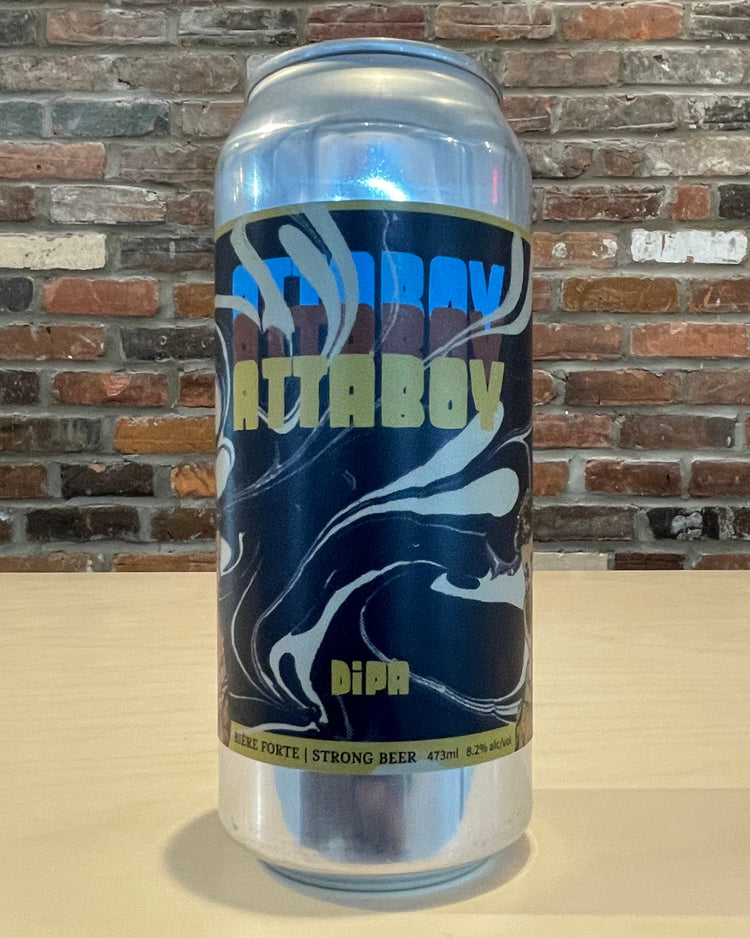 ATTABOY
ATTABOY
ATTABOY
DiPA
BIÈRE FORTE | STRONG BEER 473ml 8.2% alc/vol